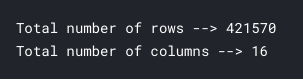 Total number of rows --> 421570
Total number of columns --> 16